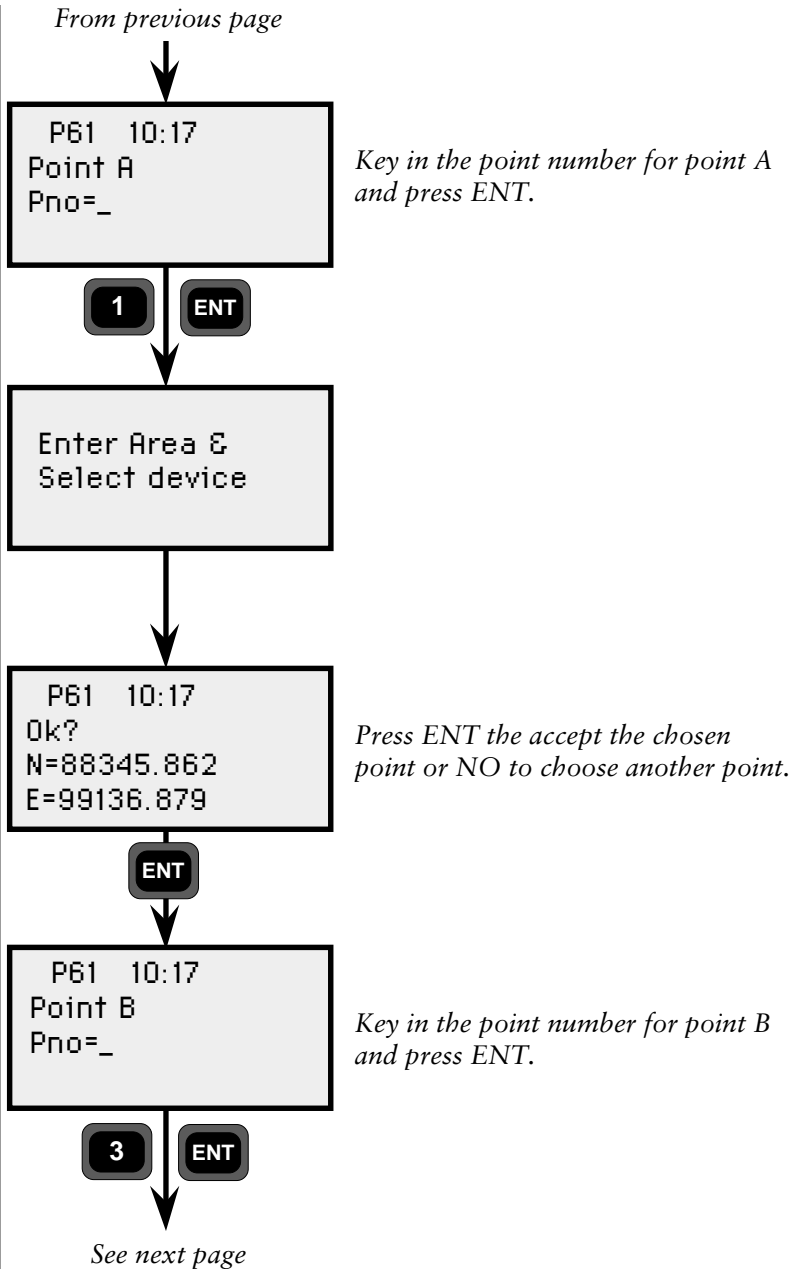 From previous page
P61 10:17
Point A
Pno=_
Key in the point number for point A
and press ENT.
1 ENT
Enter Area &
Select device
P61 10:17
Ok?
N=88345.862
E=99136.879
Press ENT the accept the chosen
point or NO to choose another point.
ENT
P61 10:17
Point B
Pno=_
Key in the point number for point B
and press ENT.
3 ENT
See next page